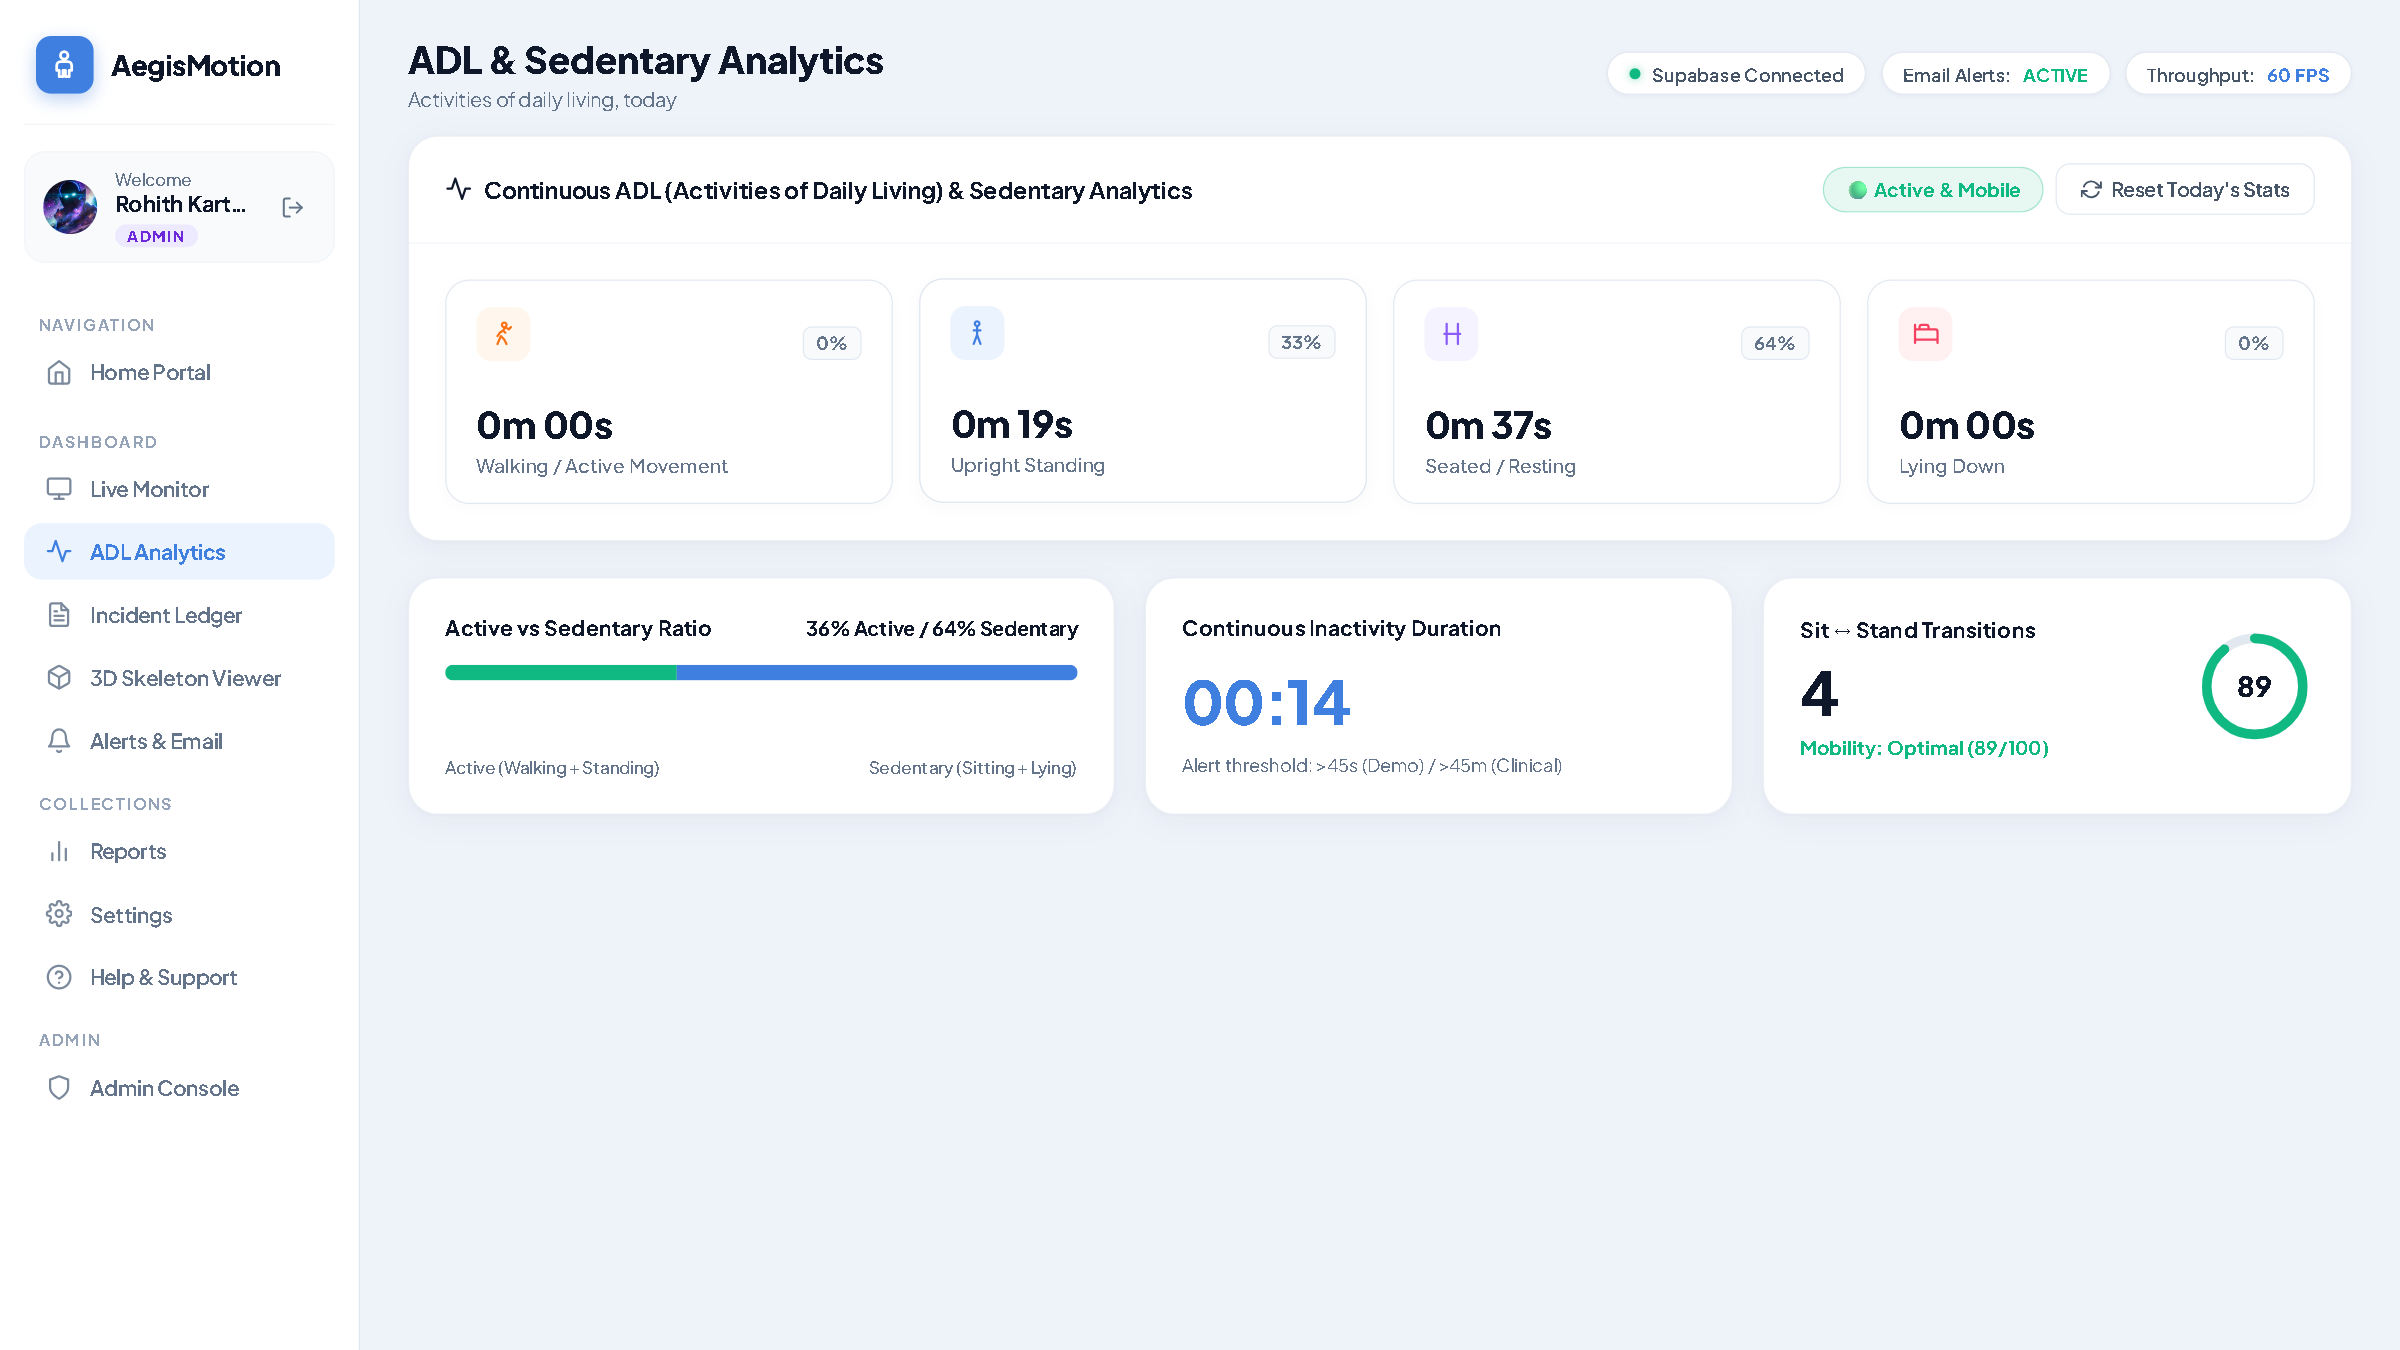 AegisMotion
Welcome
Rohith Kart...
ADMIN
NAVIGATION
Home Portal
DASHBOARD
Live Monitor
ADL Analytics
Incident Ledger
3D Skeleton Viewer
Alerts & Email
COLLECTIONS
Reports
Settings
Help & Support
ADMIN
Admin Console
ADL & Sedentary Analytics
Activities of daily living, today
Supabase Connected
Email Alerts: ACTIVE
Throughput: 60 FPS
Continuous ADL (Activities of Daily Living) & Sedentary Analytics
Active & Mobile
Reset Today's Stats
0%
0m 00s
Walking / Active Movement
33%
0m 19s
Upright Standing
64%
0m 37s
Seated / Resting
0%
0m 00s
Lying Down
Active vs Sedentary Ratio
36% Active / 64% Sedentary
Active (Walking + Standing)
Sedentary (Sitting + Lying)
Continuous Inactivity Duration
00:14
Alert threshold: >45s (Demo) / >45m (Clinical)
Sit ↔ Stand Transitions
4
Mobility: Optimal (89/100)
89